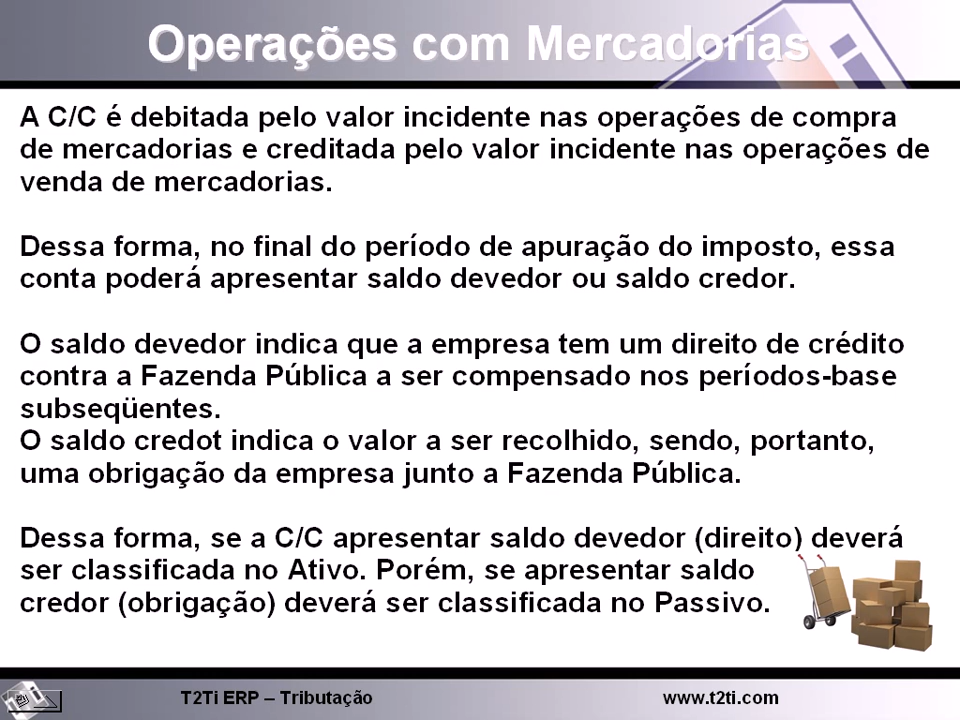 Operações com Mercadorias
A C/C é debitada pelo valor incidente nas operações de compra
de mercadorias e creditada pelo valor incidente nas operações de
venda de mercadorias.
Dessa forma, no final do período de apuração do imposto, essa
conta poderá apresentar saldo devedor ou saldo credor.
O saldo devedor indica que a empresa tem um direito de crédito
contra a Fazenda Pública a ser compensado nos períodos-base
subseqüentes.
O saldo credot indica o valor a ser recolhido, sendo, portanto,
uma obrigação da empresa junto a Fazenda Pública.
Dessa forma, se a C/C apresentar saldo devedor (direito) deverá
ser classificada no Ativo. Porém, se apresentar saldo
credor (obrigação) deverá ser classificada no Passivo.
T2Ti ERP – Tributação www.t2ti.com